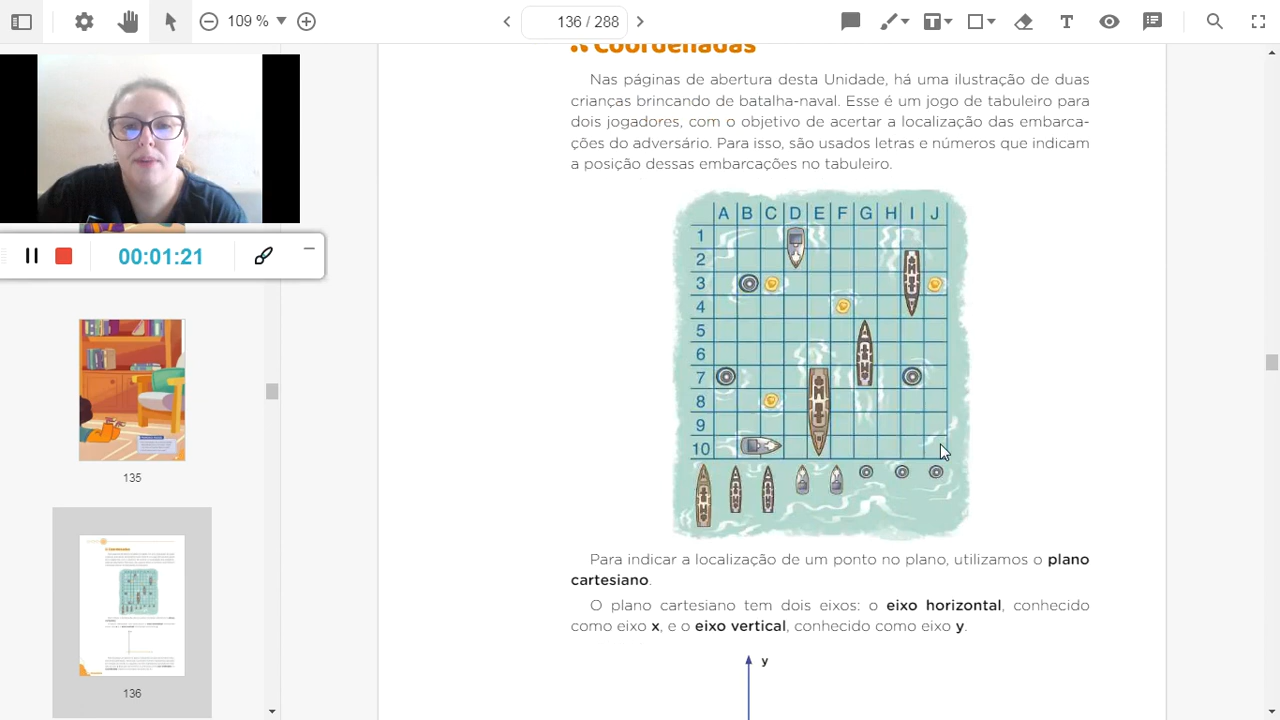 109 %
136 / 288
Coordenadas
Nas páginas de abertura desta Unidade, há uma ilustração de duas
crianças brincando de batalha-naval. Esse é um jogo de tabuleiro para
dois jogadores, com o objetivo de acertar a localização das embarca-
ções do adversário. Para isso, são usados letras e números que indicam
a posição dessas embarcações no tabuleiro.
00:01:21
A B C D E F G H I J
1
2
3
4
5
6
7
8
9
10
135
Para indicar a localização de um ponto no plano, utilizamos o plano
cartesiano.
O plano cartesiano tem dois eixos: o eixo horizontal, conhecido
como eixo x, e o eixo vertical, conhecido como eixo y.
y
136